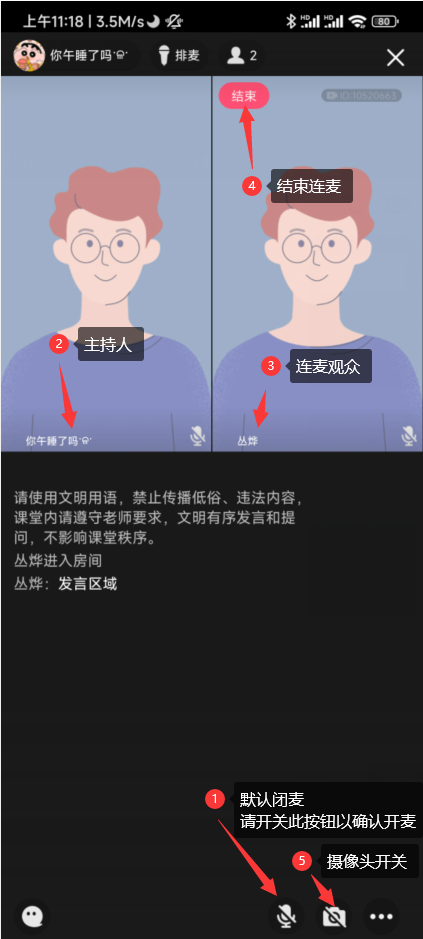 上午11:18 | 3.5M/s
HD HD 80
你午睡了吗 排麦 2
结束 ID:10520663
4 结束连麦
2 主持人
3 连麦观众
你午睡了吗 丛烨
请使用文明用语，禁止传播低俗、违法内容，
课堂内请遵守老师要求，文明有序发言和提
问，不影响课堂秩序。
丛烨进入房间
丛烨：发言区域
1 默认闭麦
请开关此按钮以确认开麦
5 摄像头开关